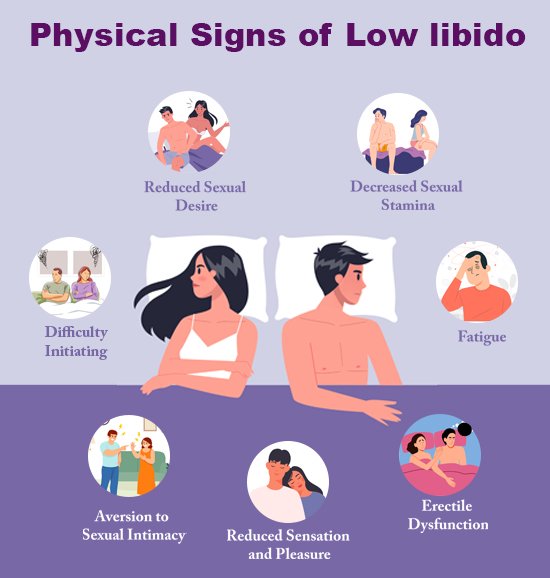 Physical Signs of Low libido
Reduced Sexual
Desire
Decreased Sexual
Stamina
Difficulty
Initiating
Fatigue
Aversion to
Sexual Intimacy
Reduced Sensation
and Pleasure
Erectile
Dysfunction